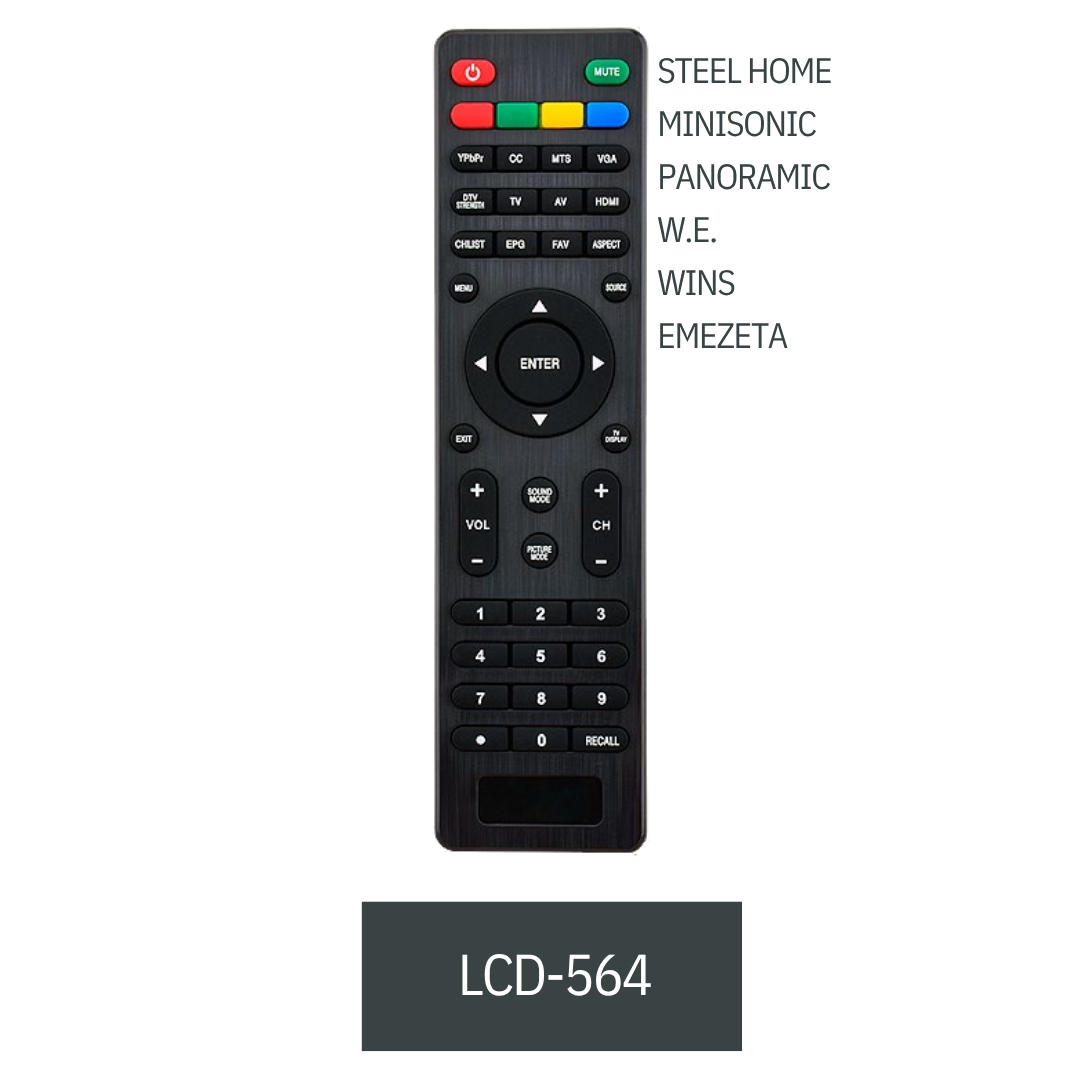 MUTE
STEEL HOME
MINISONIC
PANORAMIC
W.E.
WINS
EMEZETA
YPbPr CC MTS VGA
DTV STRENGTH TV AV HDMI
CHLIST EPG FAV ASPECT
MENU SOURCE
ENTER
EXIT
TV
DISPLAY
+ +
SOUND
MODE
VOL CH
PICTURE
MODE
- -
1 2 3
4 5 6
7 8 9
• 0 RECALL
LCD-564